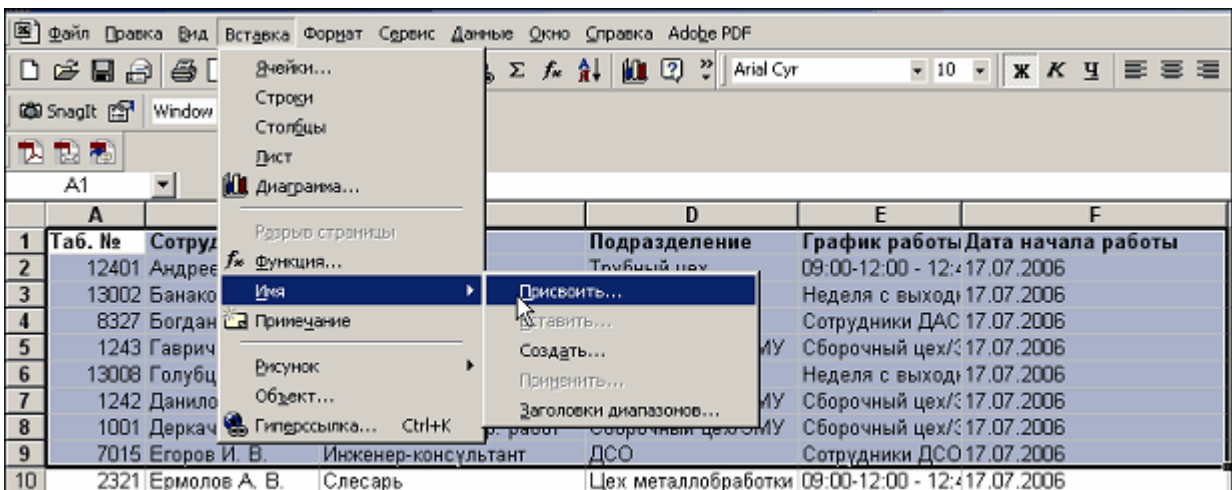 Файл Правка Вид Вставка Формат Сервис Данные Окно Справка Adobe PDF
Arial Cyr 10 Ж К Ч
SnagIt Window
A1
Ячейки...
Строки
Столбцы
Лист
Диаграмма...
Разрыв страницы
Функция...
Имя
Примечание
Рисунок
Объект...
Гиперссылка... Ctrl+K
Присвоить...
Вставить...
Создать...
Применить...
Заголовки диапазонов...
A D E F
1 Таб. № Сотруд Подразделение График работы Дата начала работы
2 12401 Андрее Трубный цех 09:00-12:00 - 12:4 17.07.2006
3 13002 Банако Неделя с выходн 17.07.2006
4 8327 Богдан Сотрудники ДАС 17.07.2006
5 1243 Гаврич МУ Сборочный цех/Э 17.07.2006
6 13008 Голубц Неделя с выходн 17.07.2006
7 1242 Данило МУ Сборочный цех/Э 17.07.2006
8 1001 Деркач р. работ Сборочный цех/ЭМУ Сборочный цех/Э 17.07.2006
9 7015 Егоров И. В. Инженер-консультант ДСО Сотрудники ДСО 17.07.2006
10 2321 Ермолов А. В. Слесарь Цех металлобработки 09:00-12:00 - 12:4 17.07.2006